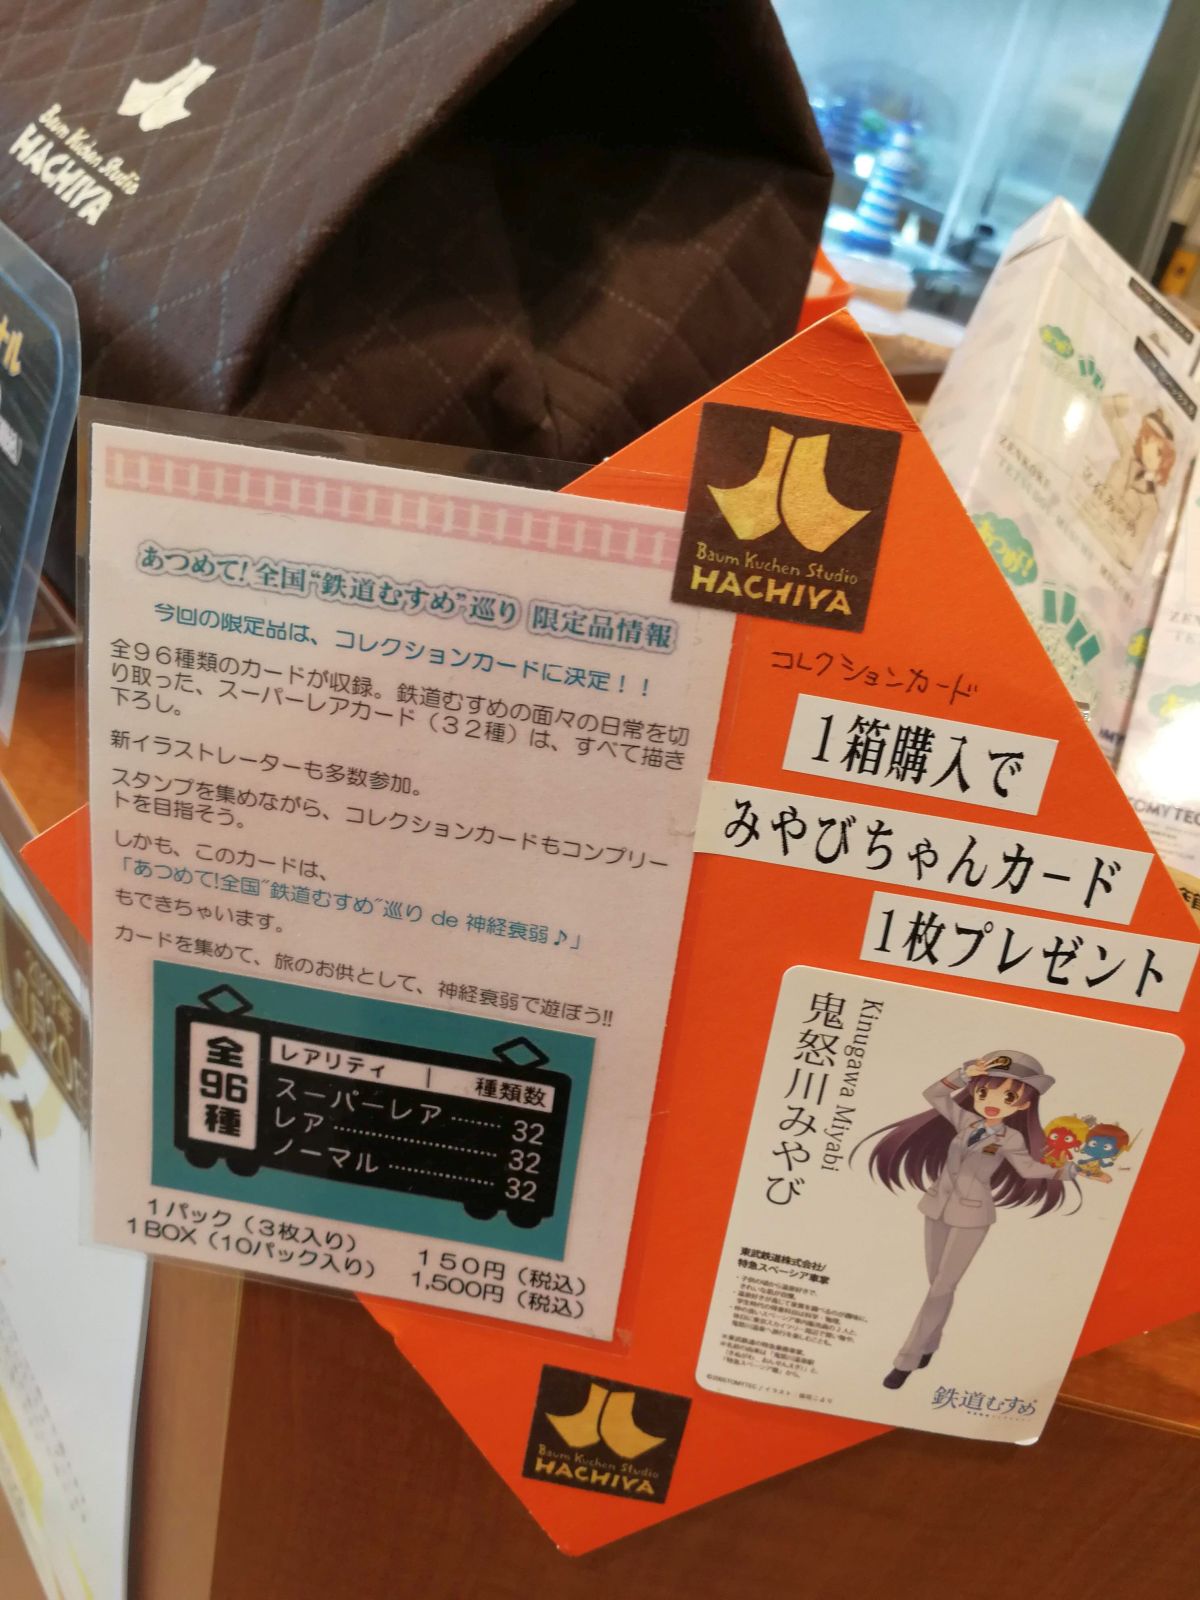 Baum Kuchen Studio
HACHIYA
ナル
あつめて!全国“鉄道むすめ”巡り 限定品情報
今回の限定品は、コレクションカードに決定！！
全９６種類のカードが収録。鉄道むすめの面々の日常を切
り取った、スーパーレアカード（３２種）は、すべて描き
下ろし。
新イラストレーターも多数参加。
スタンプを集めながら、コレクションカードもコンプリー
トを目指そう。
しかも、このカードは、
「あつめて!全国“鉄道むすめ”巡り de 神経衰弱♪」
もできちゃいます。
カードを集めて、旅のお供として、神経衰弱で遊ぼう!!
全96種
レアリティ | 種類数
スーパーレア ……… 32
レア ……………… 32
ノーマル ………… 32
１パック（３枚入り） １５０円（税込）
１BOX（10パック入り） 1,500円（税込）
Baum Kuchen Studio
HACHIYA
コレクションカード
1箱購入で
みやびちゃんカード
1枚プレゼント
Kinugawa Miyabi
鬼怒川みやび
東武鉄道株式会社/
特急スペーシア車掌
鉄道むすめ
Baum Kuchen Studio
HACHIYA